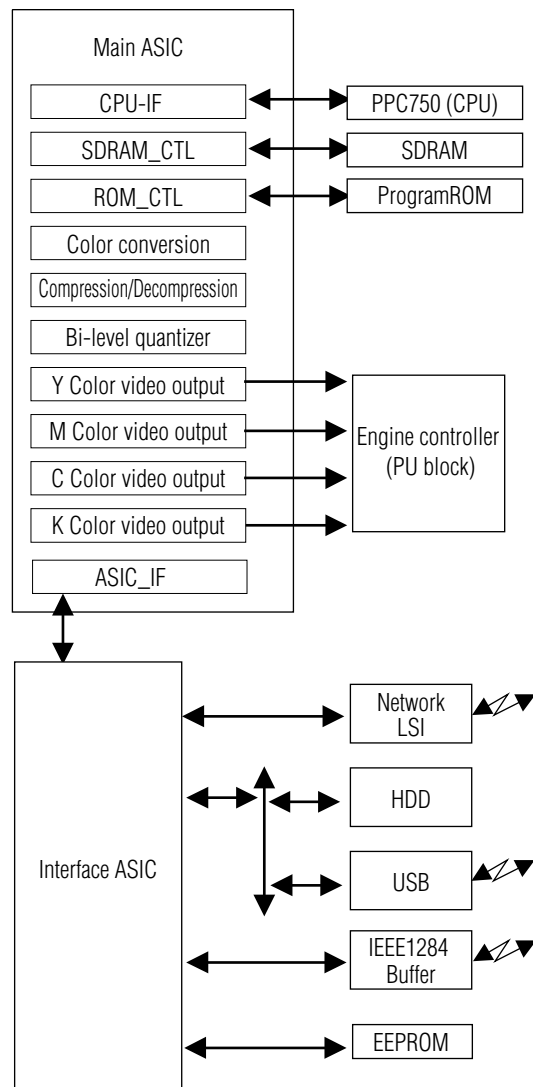 Main ASIC
CPU-IF
PPC750 (CPU)
SDRAM_CTL
SDRAM
ROM_CTL
ProgramROM
Color conversion
Compression/Decompression
Bi-level quantizer
Y Color video output
M Color video output
C Color video output
K Color video output
Engine controller
(PU block)
ASIC_IF
Interface ASIC
Network
LSI
HDD
USB
IEEE1284
Buffer
EEPROM